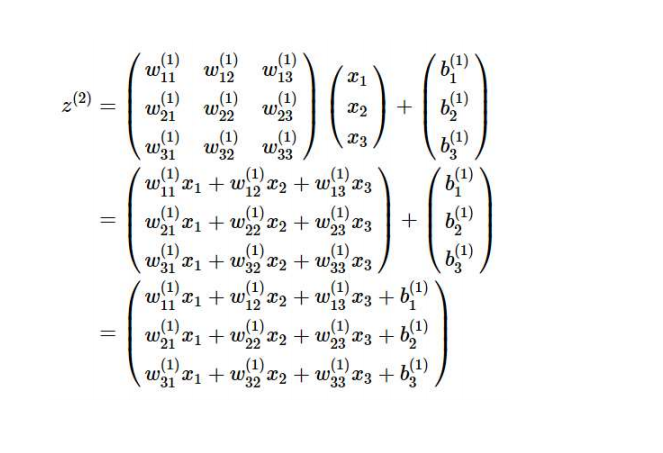 z^{(2)} = \begin{pmatrix} w_{11}^{(1)} & w_{12}^{(1)} & w_{13}^{(1)} \\ w_{21}^{(1)} & w_{22}^{(1)} & w_{23}^{(1)} \\ w_{31}^{(1)} & w_{32}^{(1)} & w_{33}^{(1)} \end{pmatrix} \begin{pmatrix} x_1 \\ x_2 \\ x_3 \end{pmatrix} + \begin{pmatrix} b_1^{(1)} \\ b_2^{(1)} \\ b_3^{(1)} \end{pmatrix}
= \begin{pmatrix} w_{11}^{(1)} x_1 + w_{12}^{(1)} x_2 + w_{13}^{(1)} x_3 \\ w_{21}^{(1)} x_1 + w_{22}^{(1)} x_2 + w_{23}^{(1)} x_3 \\ w_{31}^{(1)} x_1 + w_{32}^{(1)} x_2 + w_{33}^{(1)} x_3 \end{pmatrix} + \begin{pmatrix} b_1^{(1)} \\ b_2^{(1)} \\ b_3^{(1)} \end{pmatrix}
= \begin{pmatrix} w_{11}^{(1)} x_1 + w_{12}^{(1)} x_2 + w_{13}^{(1)} x_3 + b_1^{(1)} \\ w_{21}^{(1)} x_1 + w_{22}^{(1)} x_2 + w_{23}^{(1)} x_3 + b_2^{(1)} \\ w_{31}^{(1)} x_1 + w_{32}^{(1)} x_2 + w_{33}^{(1)} x_3 + b_3^{(1)} \end{pmatrix}